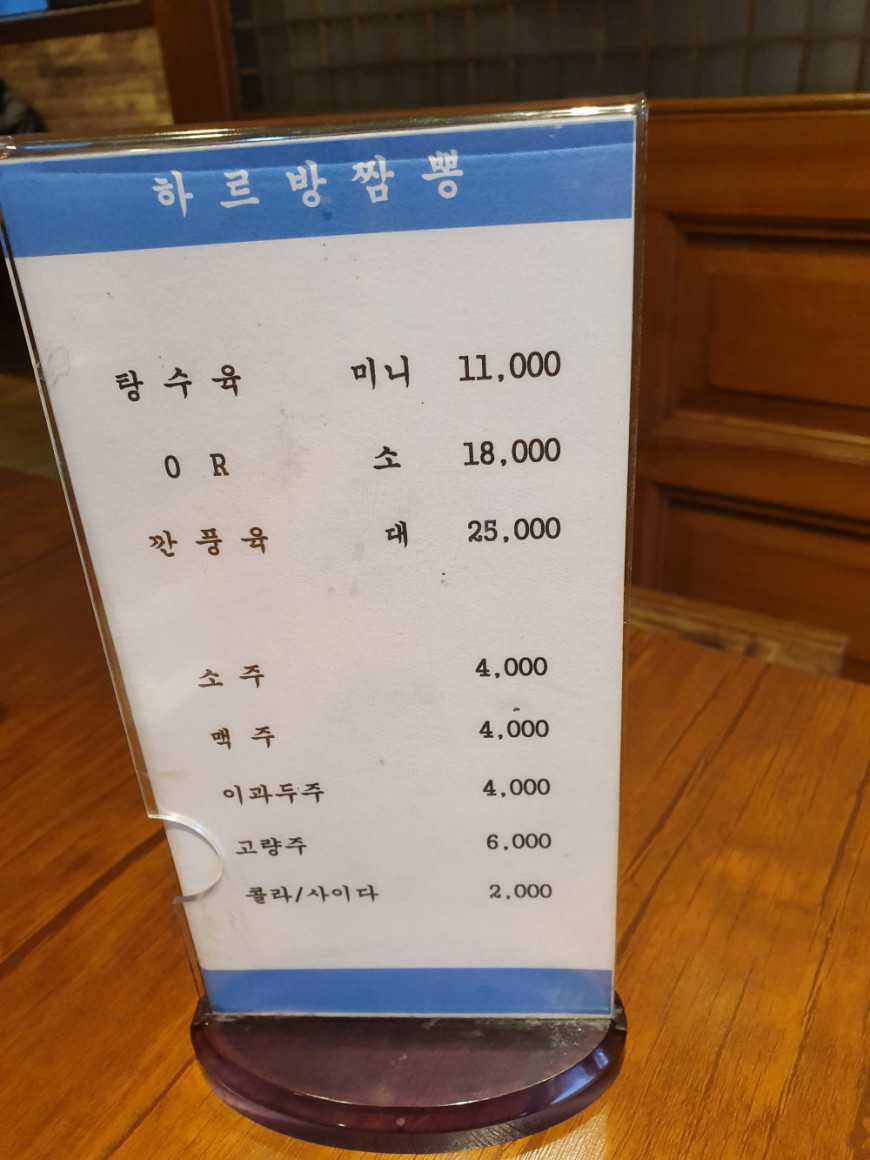 하르방짬뽕
탕수육 미니 11,000
OR 소 18,000
깐풍육 대 25,000
소주 4,000
맥주 4,000
이과두주 4,000
고량주 6,000
콜라/사이다 2,000